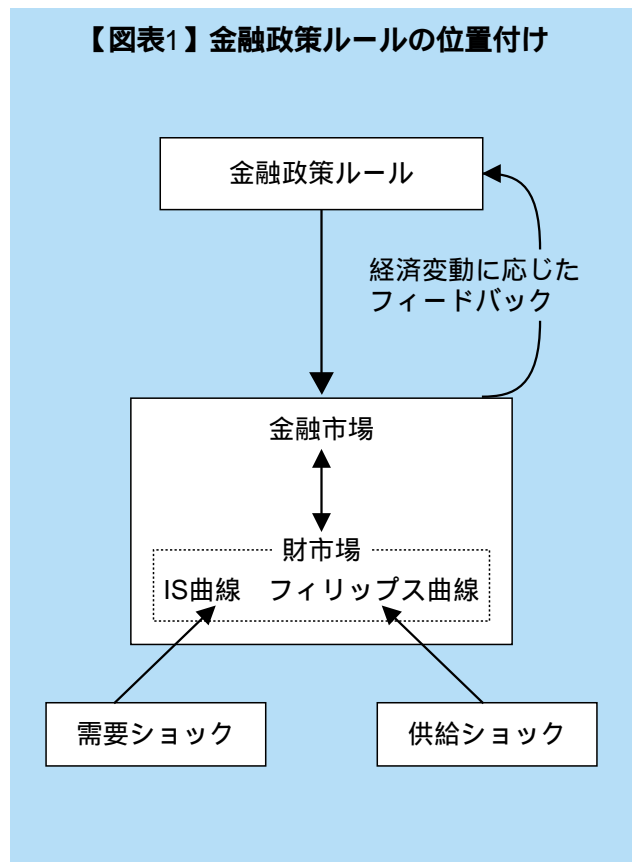 【図表1】金融政策ルールの位置付け
金融政策ルール
経済変動に応じた
フィードバック
金融市場
財市場
IS曲線 フィリップス曲線
需要ショック 供給ショック